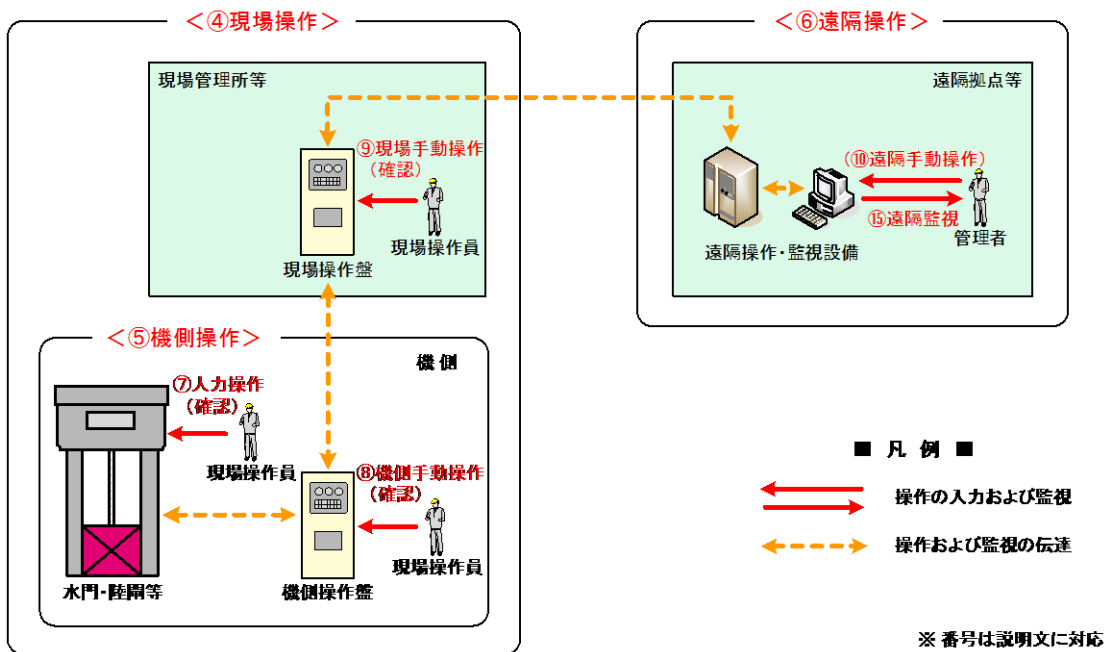 ＜④現場操作＞
現場管理所等
⑨現場手動操作
（確認）
現場操作員
現場操作盤
＜⑤機側操作＞
機 側
⑦人力操作
（確認）
現場操作員
⑧機側手動操作
（確認）
現場操作員
水門・陸閘等
機側操作盤
＜⑥遠隔操作＞
遠隔拠点等
（⑩遠隔手動操作）
⑮遠隔監視
管理者
遠隔操作・監視設備
■ 凡 例 ■
操作の入力および監視
操作および監視の伝達
※ 番号は説明文に対応